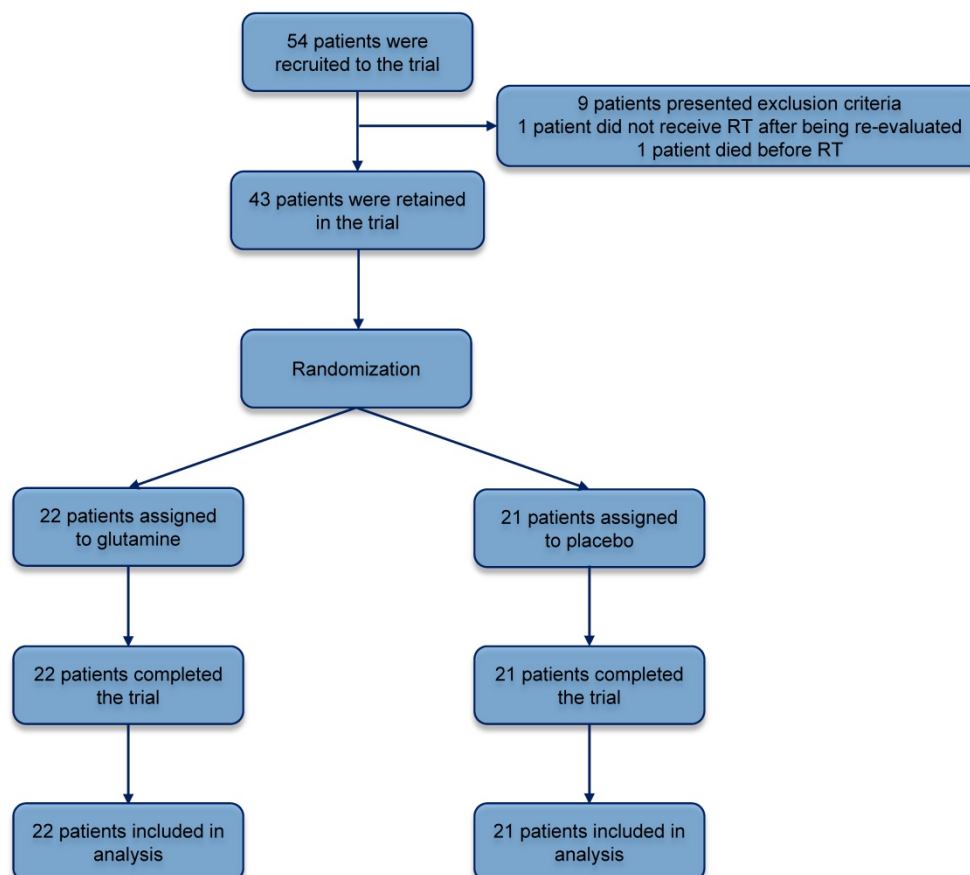 54 patients were
recruited to the trial
9 patients presented exclusion criteria
1 patient did not receive RT after being re-evaluated
1 patient died before RT
43 patients were retained
in the trial
Randomization
22 patients assigned
to glutamine
21 patients assigned
to placebo
22 patients completed
the trial
21 patients completed
the trial
22 patients included in
analysis
21 patients included in
analysis